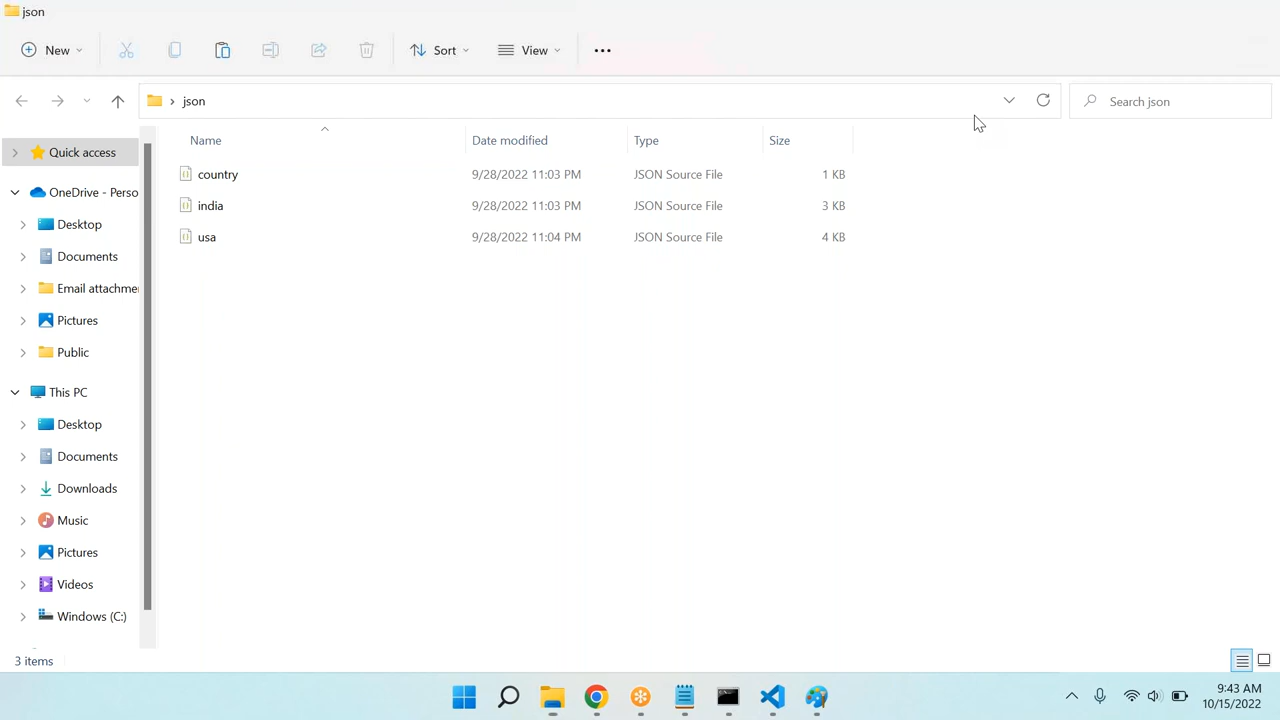 json
New
Sort
View
json
Search json
Name Date modified Type Size
country 9/28/2022 11:03 PM JSON Source File 1 KB
india 9/28/2022 11:03 PM JSON Source File 3 KB
usa 9/28/2022 11:04 PM JSON Source File 4 KB
Quick access
OneDrive - Perso
Desktop
Documents
Email attachme
Pictures
Public
This PC
Desktop
Documents
Downloads
Music
Pictures
Videos
Windows (C:)
3 items
9:43 AM
10/15/2022